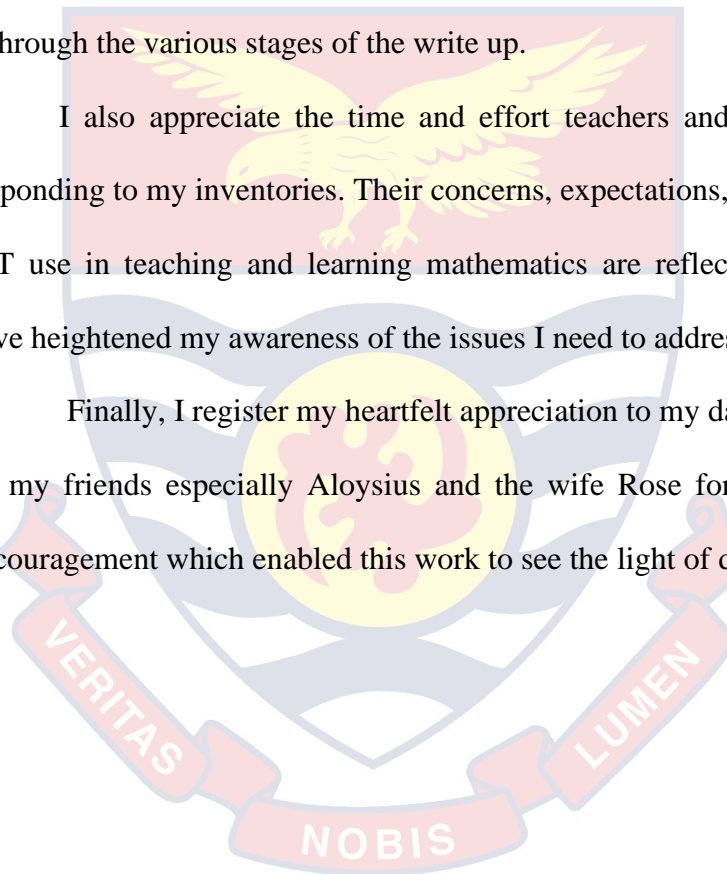 hrough the various stages of the write up.
I also appreciate the time and effort teachers and
ponding to my inventories. Their concerns, expectations,
T use in teaching and learning mathematics are reflec
ve heightened my awareness of the issues I need to addres
Finally, I register my heartfelt appreciation to my da
my friends especially Aloysius and the wife Rose for
couragement which enabled this work to see the light of d
VERITAS
NOBIS
LUMEN